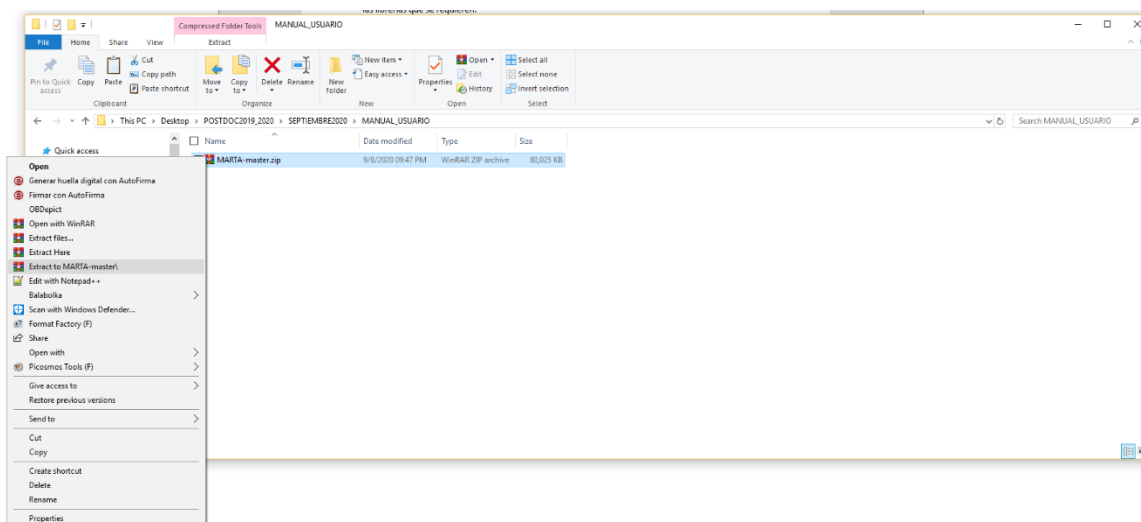 las librerías que se requieren.
Compressed Folder Tools MANUAL_USUARIO
File Home Share View Extract
Pin to Quick access
Copy
Paste
Cut
Copy path
Paste shortcut
Clipboard
Move to
Copy to
Delete
Rename
Organize
New folder
New item
Easy access
New
Properties
Open
Edit
History
Open
Select all
Select none
Invert selection
Select
This PC > Desktop > POSTDOC2019_2020 > SEPTIEMBRE2020 > MANUAL_USUARIO
Search MANUAL_USUARIO
Name Date modified Type Size
Quick access
MARTA-master.zip 9/8/2020 09:47 PM WinRAR ZIP archive 80,025 KB
Open
Generar huella digital con AutoFirma
Firmar con AutoFirma
OBDepict
Open with WinRAR
Extract files...
Extract Here
Extract to MARTA-master\
Edit with Notepad++
Balabolka
Scan with Windows Defender...
Format Factory (F)
Share
Open with
Picosmos Tools (F)
Give access to
Restore previous versions
Send to
Cut
Copy
Create shortcut
Delete
Rename
Properties